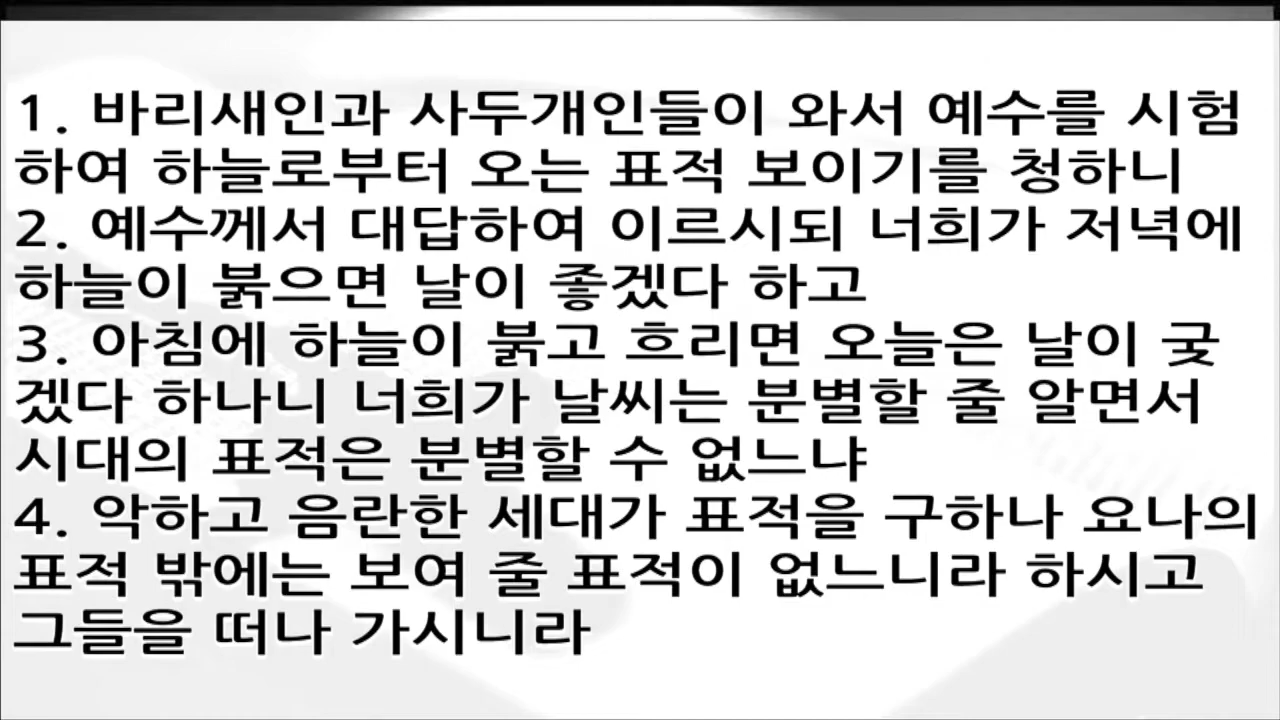 1. 바리새인과 사두개인들이 와서 예수를 시험
하여 하늘로부터 오는 표적 보이기를 청하니
2. 예수께서 대답하여 이르시되 너희가 저녁에
하늘이 붉으면 날이 좋겠다 하고
3. 아침에 하늘이 붉고 흐리면 오늘은 날이 궂
겠다 하나니 너희가 날씨는 분별할 줄 알면서
시대의 표적은 분별할 수 없느냐
4. 악하고 음란한 세대가 표적을 구하나 요나의
표적 밖에는 보여 줄 표적이 없느니라 하시고
그들을 떠나 가시니라